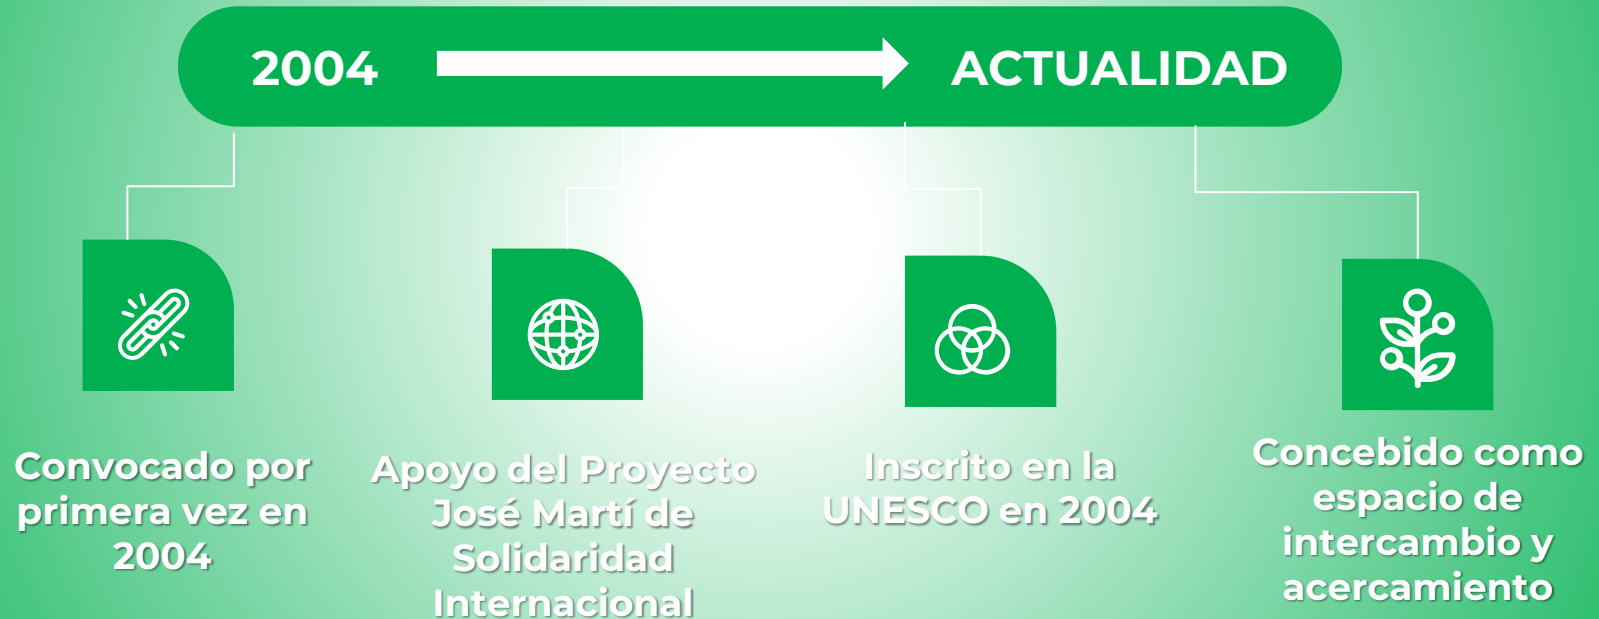 2004
ACTUALIDAD
Convocado por
primera vez en
2004
Apoyo del Proyecto
José Martí de
Solidaridad
Internacional
Inscrito en la
UNESCO en 2004
Concebido como
espacio de
intercambio y
acercamiento